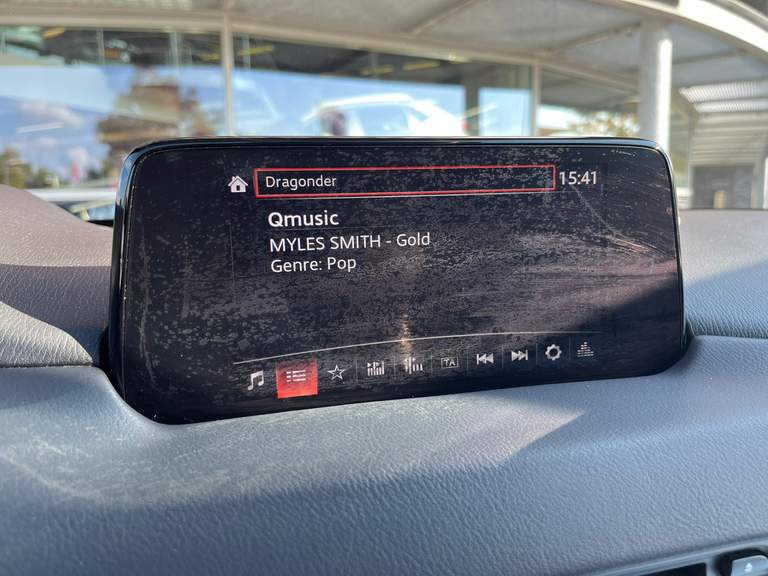 Dragonder
15:41
Qmusic
MYLES SMITH - Gold
Genre: Pop
TA